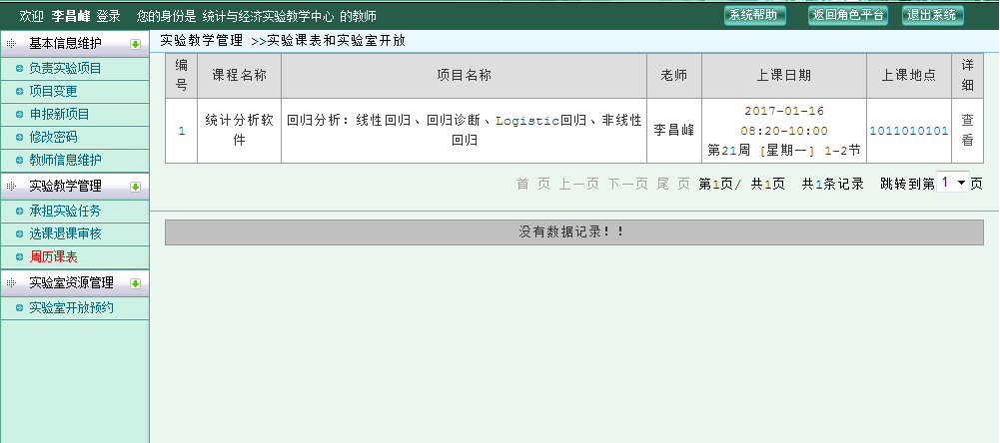 欢迎 李昌峰 登录 您的身份是 统计与经济实验教学中心 的教师
系统帮助 返回角色平台 退出系统
基本信息维护
负责实验项目
项目变更
申报新项目
修改密码
教师信息维护
实验教学管理
承担实验任务
选课退课审核
周历课表
实验室资源管理
实验室开放预约
实验教学管理 >>实验课表和实验室开放
编号 课程名称 项目名称 老师 上课日期 上课地点 详细
1 统计分析软件 回归分析：线性回归、回归诊断、Logistic回归、非线性回归 李昌峰 2017-01-16 08:20-10:00 第21周 [星期一] 1-2节 1011010101 查看
首 页 上一页 下一页 尾 页 第1页/ 共1页 共1条记录 跳转到第 1 页
没有数据记录！！